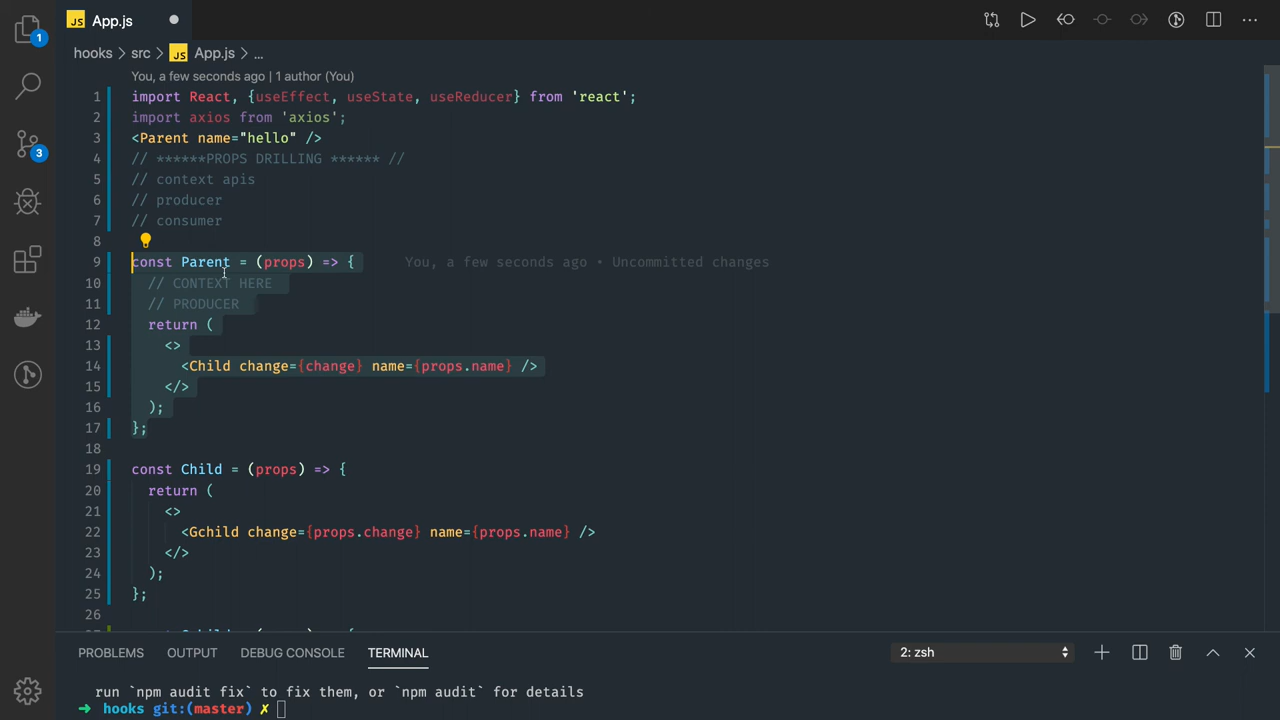 1
3
JS App.js
hooks > src > JS App.js > ...
You, a few seconds ago | 1 author (You)
1 import React, {useEffect, useState, useReducer} from 'react';
2 import axios from 'axios';
3 <Parent name="hello" />
4 // ******PROPS DRILLING ****** //
5 // context apis
6 // producer
7 // consumer
8
9 const Parent = (props) => { You, a few seconds ago • Uncommitted changes
10 // CONTEXT HERE
11 // PRODUCER
12 return (
13 <>
14 <Child change={change} name={props.name} />
15 </>
16 );
17 };
18
19 const Child = (props) => {
20 return (
21 <>
22 <Gchild change={props.change} name={props.name} />
23 </>
24 );
25 };
26
PROBLEMS OUTPUT DEBUG CONSOLE TERMINAL 2: zsh
run `npm audit fix` to fix them, or `npm audit` for details
➜ hooks git:(master) ✗